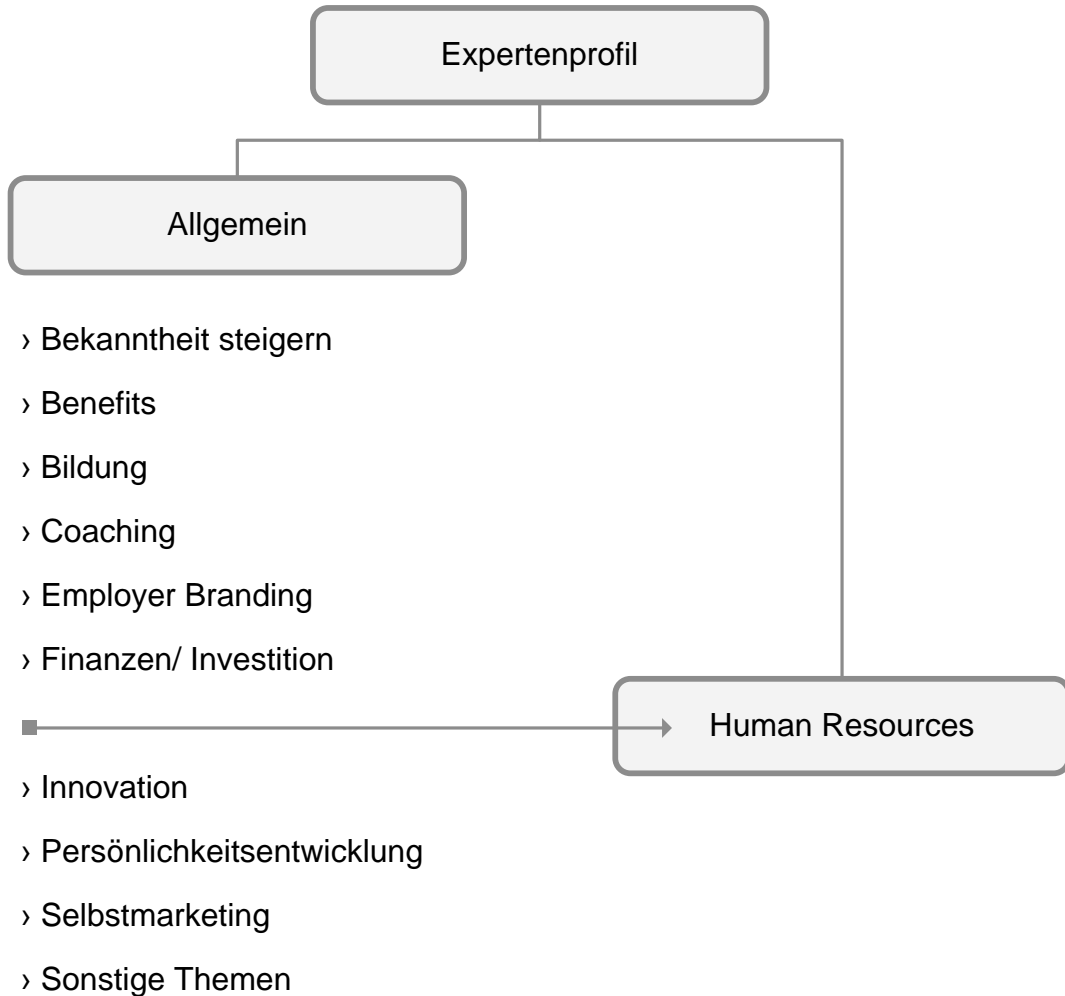 Expertenprofil
Allgemein
› Bekanntheit steigern
› Benefits
› Bildung
› Coaching
› Employer Branding
› Finanzen/ Investition
Human Resources
› Innovation
› Persönlichkeitsentwicklung
› Selbstmarketing
› Sonstige Themen